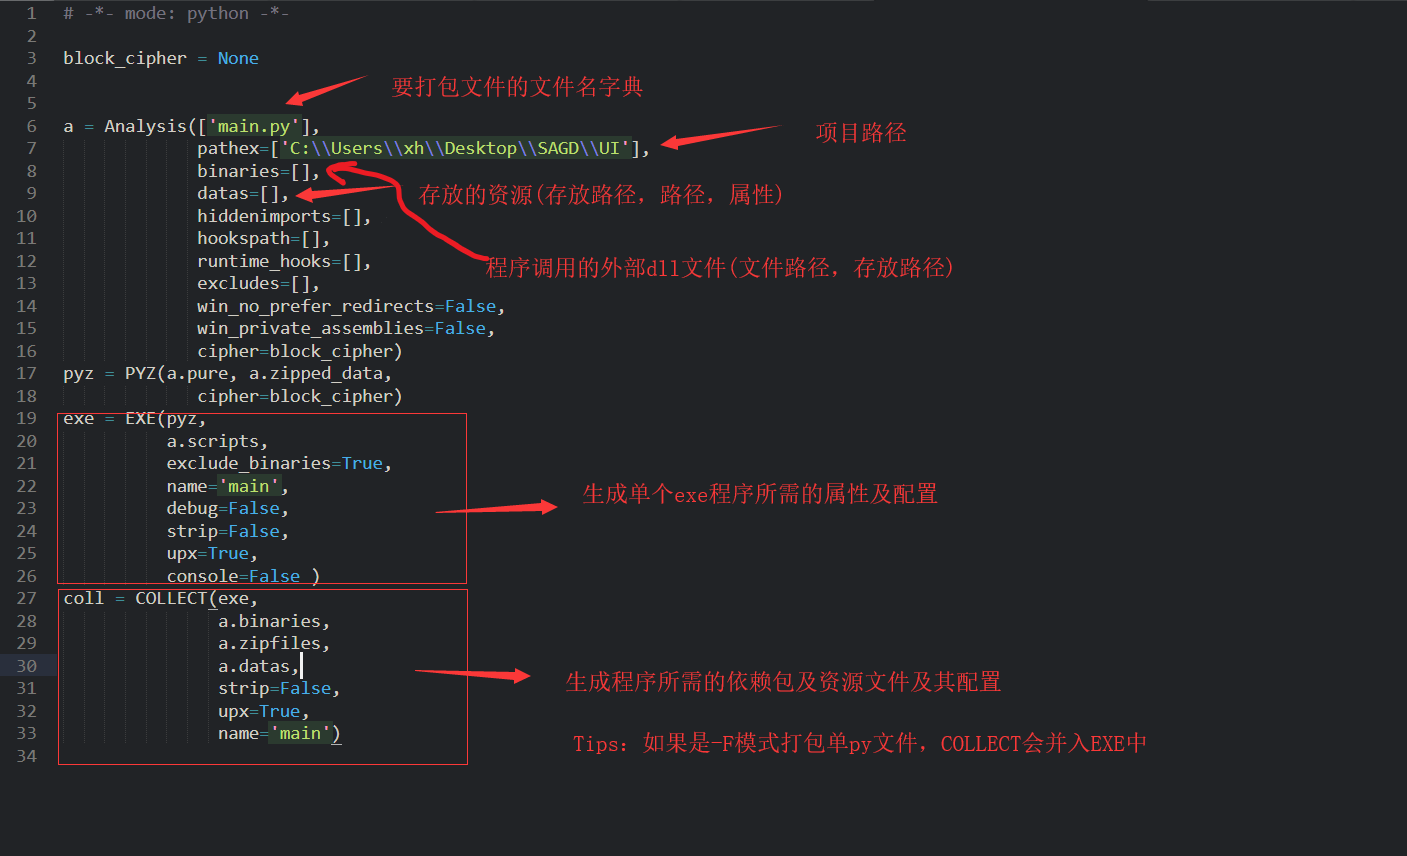 1 # -*- mode: python -*-
2
3 block_cipher = None
4
要打包文件的文件名字典
5
6 a = Analysis(['main.py'],
项目路径
7 pathex=['C:\\Users\\xh\\Desktop\\SAGD\\UI'],
8 binaries=[],
9 datas=[],
存放的资源(存放路径，路径，属性)
10 hiddenimports=[],
11 hookspath=[],
12 runtime_hooks=[],
程序调用的外部dll文件(文件路径，存放路径)
13 excludes=[],
14 win_no_prefer_redirects=False,
15 win_private_assemblies=False,
16 cipher=block_cipher)
17 pyz = PYZ(a.pure, a.zipped_data,
18 cipher=block_cipher)
19 exe = EXE(pyz,
20 a.scripts,
21 exclude_binaries=True,
22 name='main',
生成单个exe程序所需的属性及配置
23 debug=False,
24 strip=False,
25 upx=True,
26 console=False )
27 coll = COLLECT(exe,
28 a.binaries,
29 a.zipfiles,
30 a.datas,
31 strip=False,
生成程序所需的依赖包及资源文件及其配置
32 upx=True,
33 name='main')
Tips：如果是-F模式打包单py文件，COLLECT会并入EXE中
34